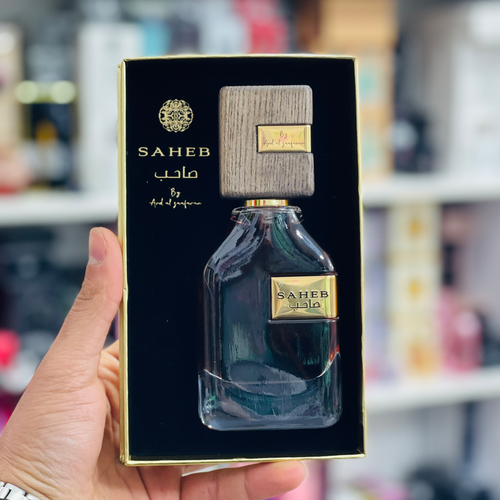 SAHEB
صاحب
By
Ard al zaafaran
By
Ard al zaafaran
SAHEB
صاحب